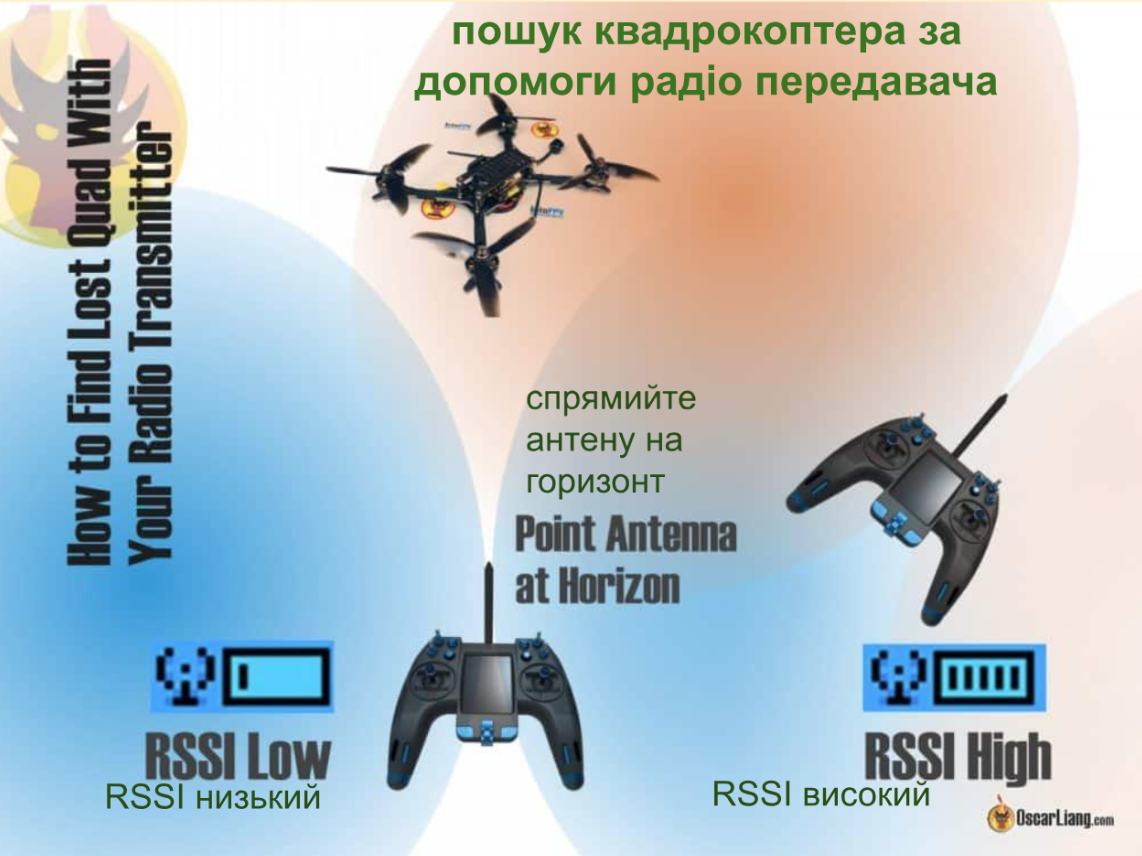 пошук квадрокоптера за
допомоги радіо передавача
How to Find Lost Quad With
Your Radio Transmitter
спрямийте
антену на
горизонт
Point Antenna
at Horizon
RSSI Low
RSSI низький
RSSI High
RSSI високий
OscarLiang.com